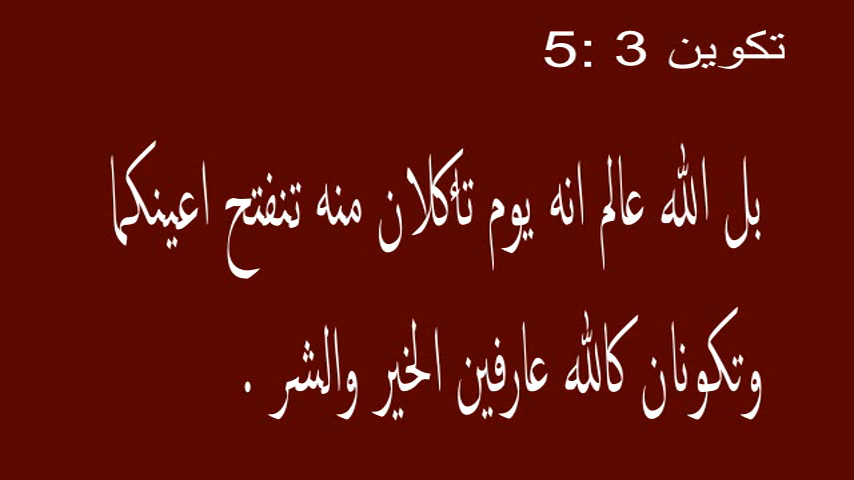 تكوين 3 :5
بل الله عالم انه يوم تأكلان منه تنفتح اعينكما
وتكونان كالله عارفين الخير والشر .